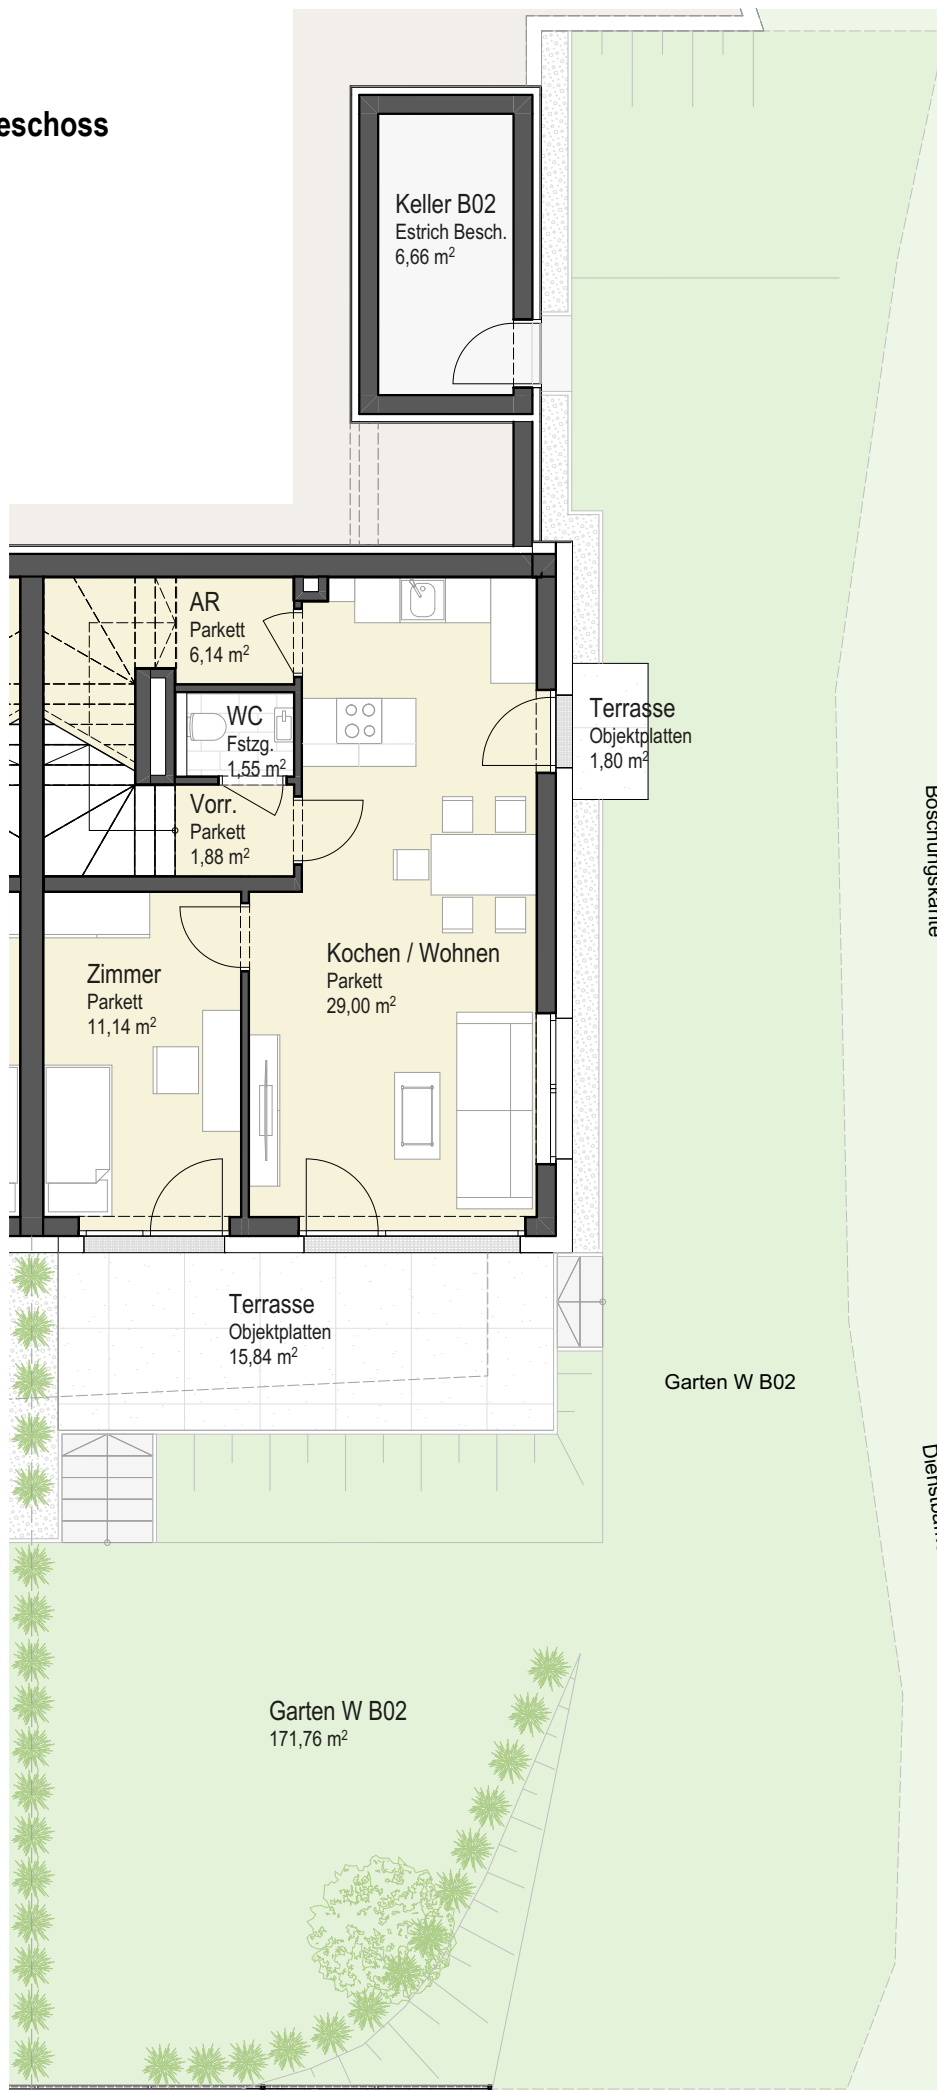 eschoss
Keller B02
Estrich Besch.
6,66 m²
AR
Parkett
6,14 m²
WC
Fstzg.
1,55 m²
Vorr.
Parkett
1,88 m²
Terrasse
Objektplatten
1,80 m²
Böschungskante
Kochen / Wohnen
Parkett
29,00 m²
Zimmer
Parkett
11,14 m²
Terrasse
Objektplatten
15,84 m²
Garten W B02
Garten W B02
171,76 m²